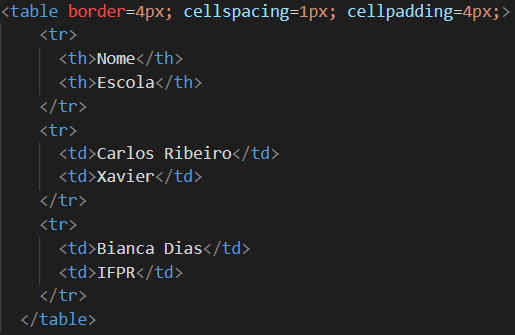 <table border=4px; cellspacing=1px; cellpadding=4px;>
<tr>
<th>Nome</th>
<th>Escola</th>
</tr>
<tr>
<td>Carlos Ribeiro</td>
<td>Xavier</td>
</tr>
<tr>
<td>Bianca Dias</td>
<td>IFPR</td>
</tr>
</table>